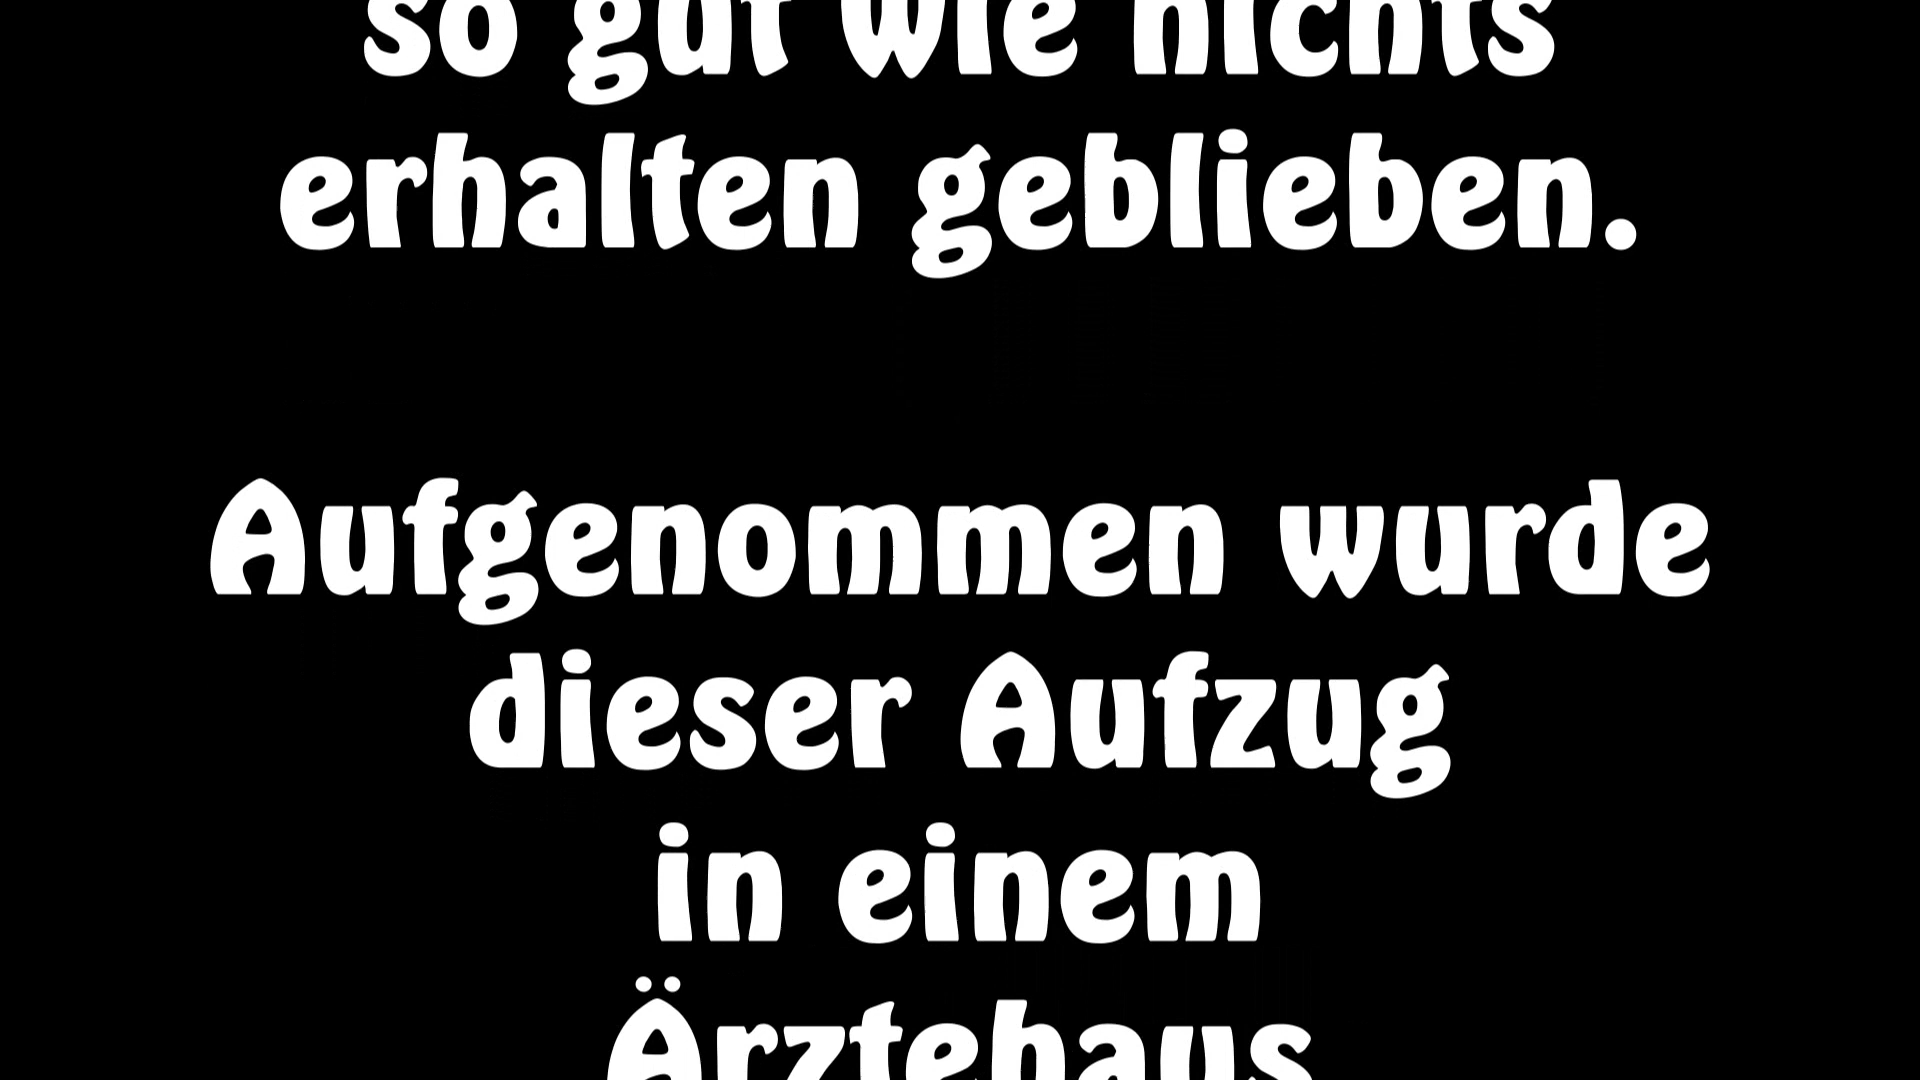 so gut wie nichts
erhalten geblieben.
Aufgenommen wurde
dieser Aufzug
in einem
Ärztehaus